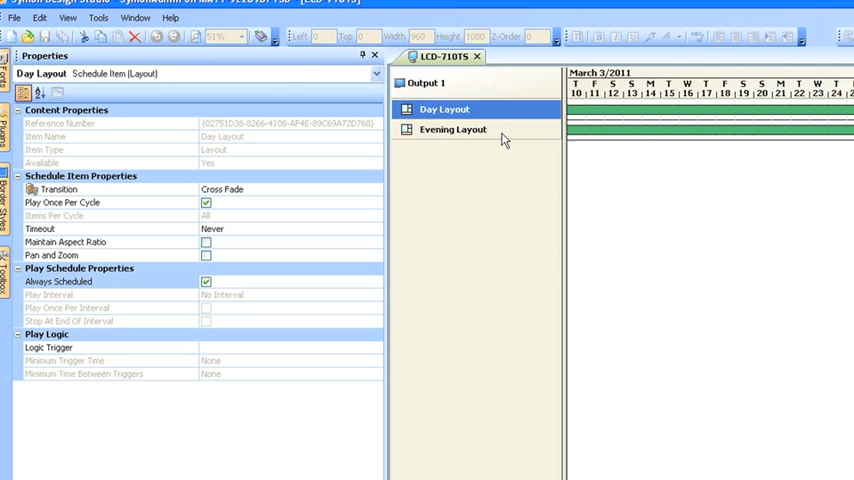 File Edit View Tools Window Help
51% Left 0 Top 0 Width 960 Height 1080 Z-Order 0
Properties
LCD-710TS
Day Layout Schedule Item (Layout)
Output 1
March 3/2011
T F S S M T W T F S S M T W T
10 11 12 13 14 15 16 17 18 19 20 21 22 23 24
Day Layout
Evening Layout
Content Properties
Reference Number {02751D38-8266-4108-AF4E-89C69A72D768}
Item Name Day Layout
Item Type Layout
Available Yes
Schedule Item Properties
Transition Cross Fade
Play Once Per Cycle
Items Per Cycle All
Timeout Never
Maintain Aspect Ratio
Pan and Zoom
Play Schedule Properties
Always Scheduled
Play Interval No Interval
Play Once Per Interval
Stop At End Of Interval
Play Logic
Logic Trigger
Minimum Trigger Time None
Minimum Time Between Triggers None
Fonts
Plugins
Border Styles
Toolbox